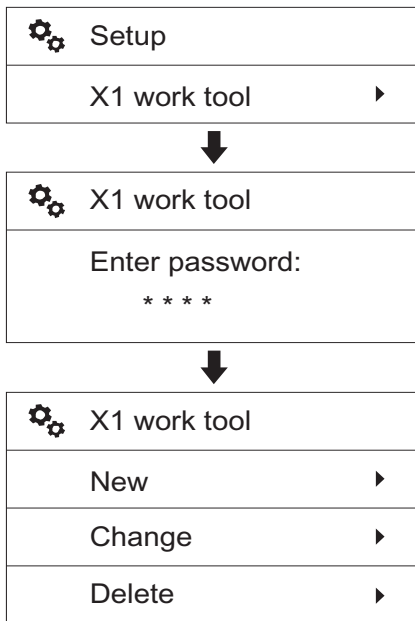 Setup
X1 work tool
X1 work tool
Enter password:
* * * *
X1 work tool
New
Change
Delete